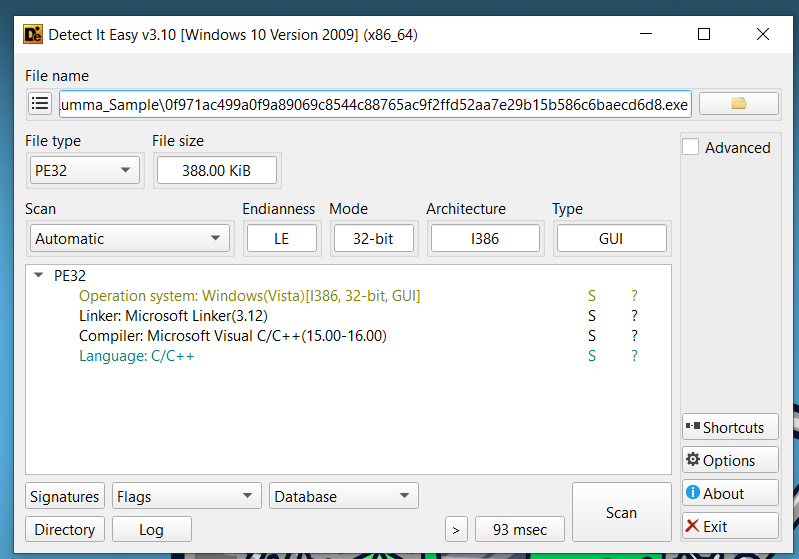 Detect It Easy v3.10 [Windows 10 Version 2009] (x86_64)
File name
umma_Sample\0f971ac499a0f9a89069c8544c88765ac9f2ffd52aa7e29b15b586c6baecd6d8.exe
File type
File size
Advanced
PE32
388.00 KiB
Scan
Endianness
Mode
Architecture
Type
Automatic
LE
32-bit
I386
GUI
PE32
Operation system: Windows(Vista)[I386, 32-bit, GUI] S ?
Linker: Microsoft Linker(3.12) S ?
Compiler: Microsoft Visual C/C++(15.00-16.00) S ?
Language: C/C++ S ?
Shortcuts
Options
About
Exit
Signatures
Flags
Database
Scan
Directory
Log
>
93 msec